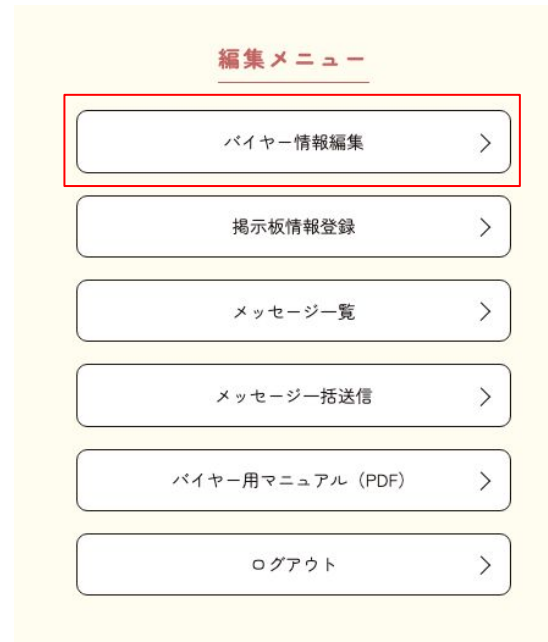 編集メニュー
バイヤー情報編集
掲示板情報登録
メッセージ一覧
メッセージ一括送信
バイヤー用マニュアル（PDF）
ログアウト